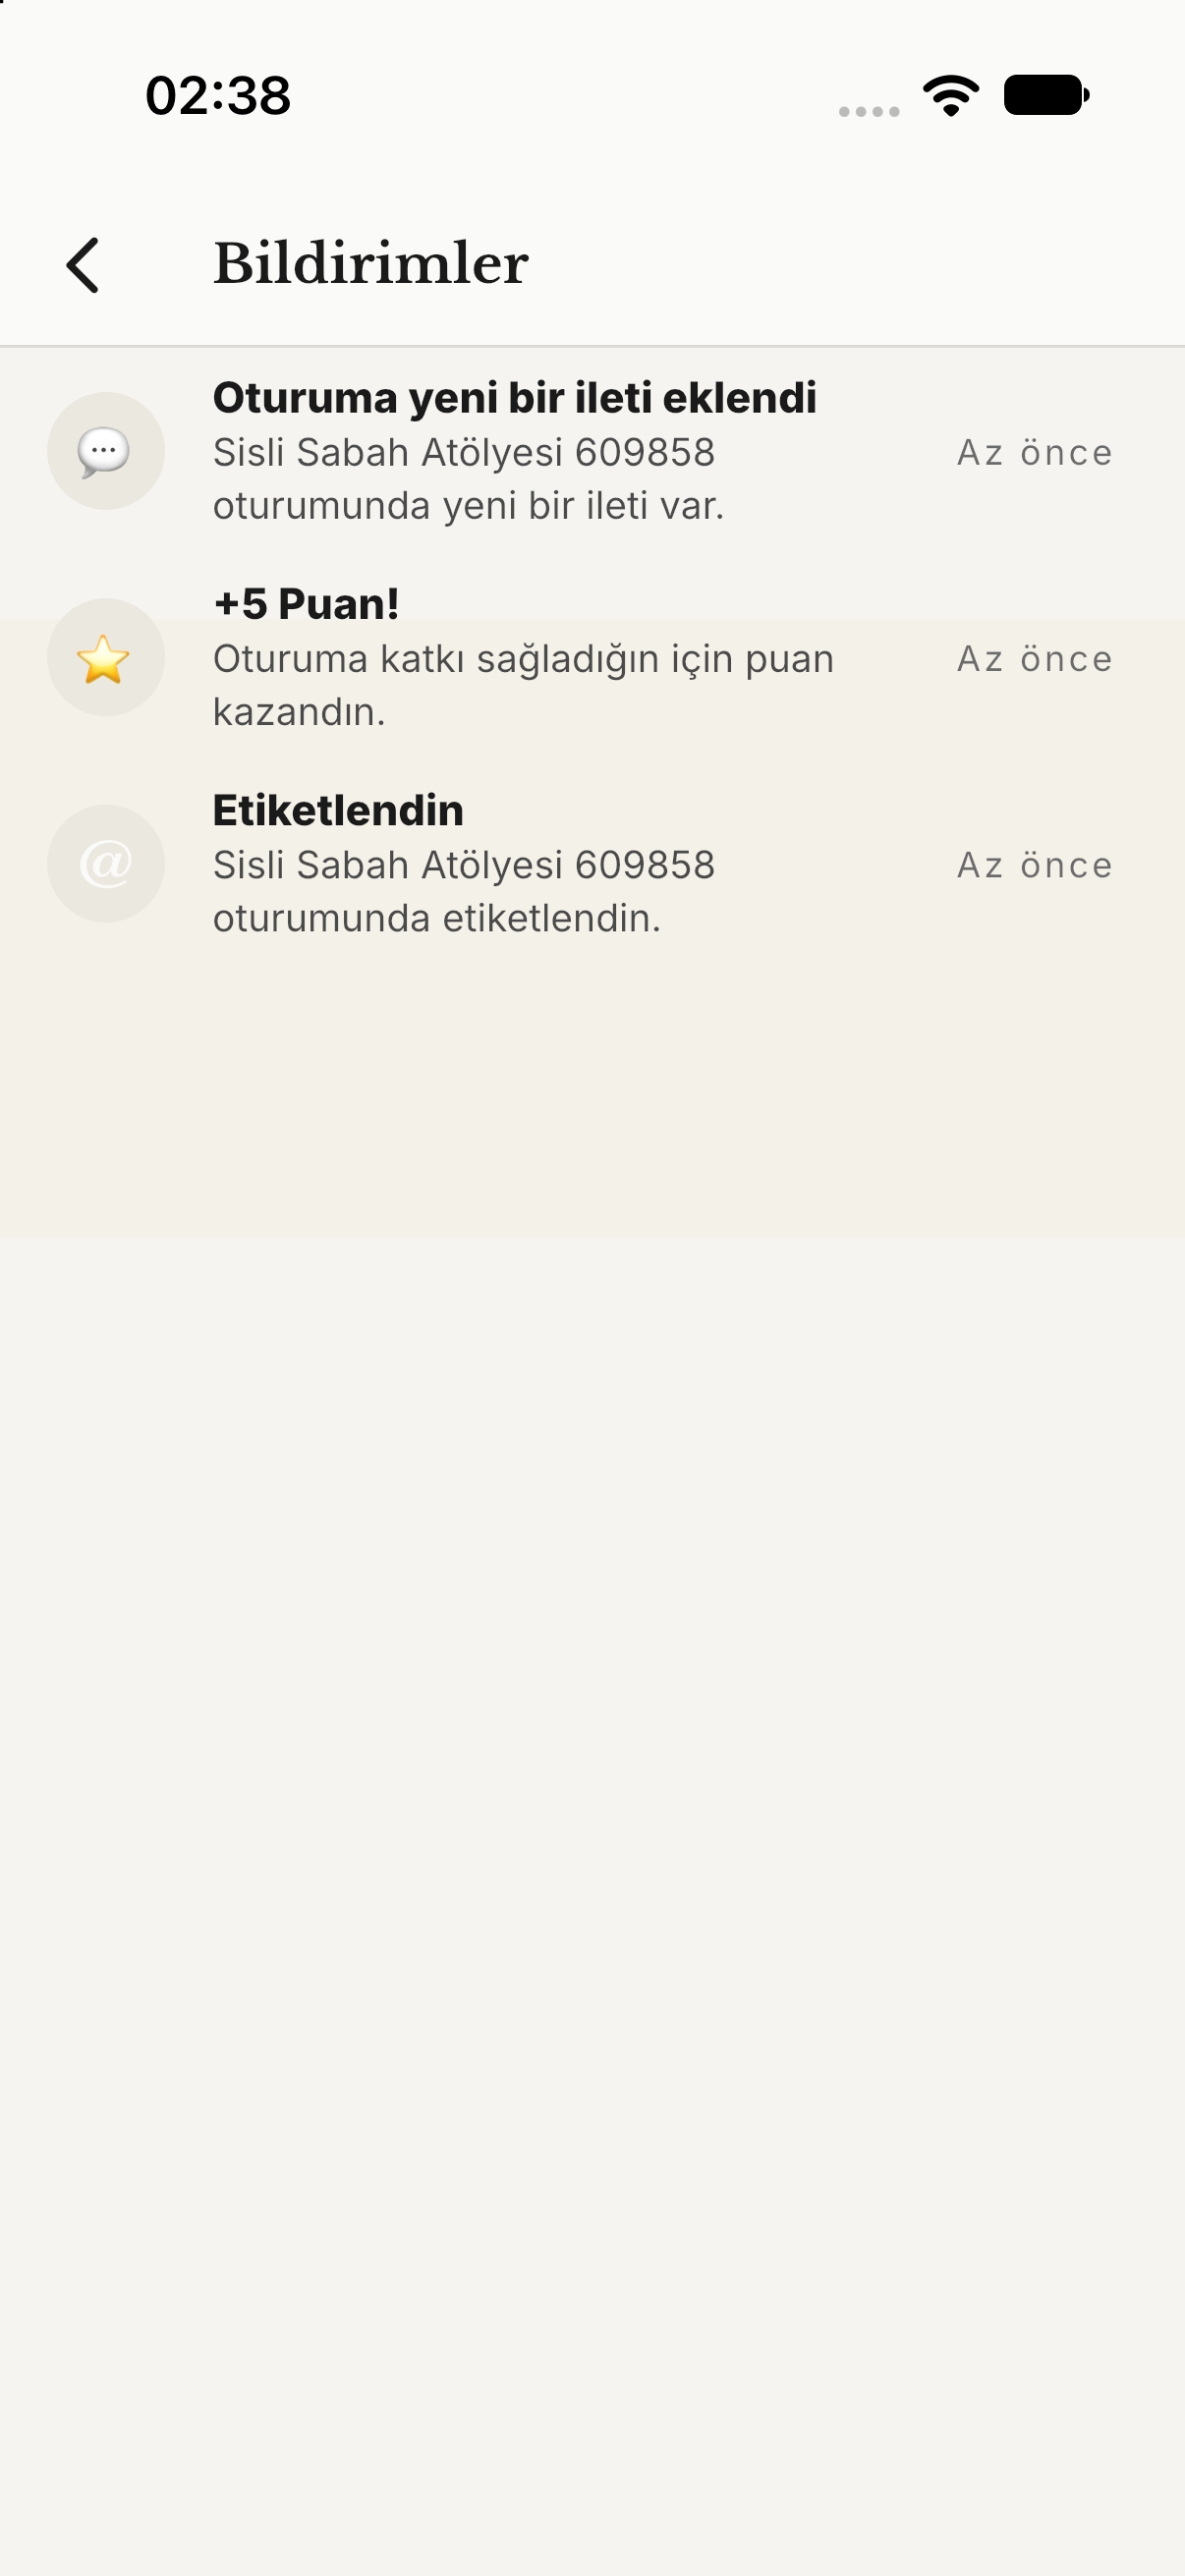 02:38
Bildirimler
Oturuma yeni bir ileti eklendi
Sisli Sabah Atölyesi 609858
oturumunda yeni bir ileti var.
Az önce
+5 Puan!
Oturuma katkı sağladığın için puan
kazandın.
Az önce
@
Etiketlendin
Sisli Sabah Atölyesi 609858
oturumunda etiketlendin.
Az önce